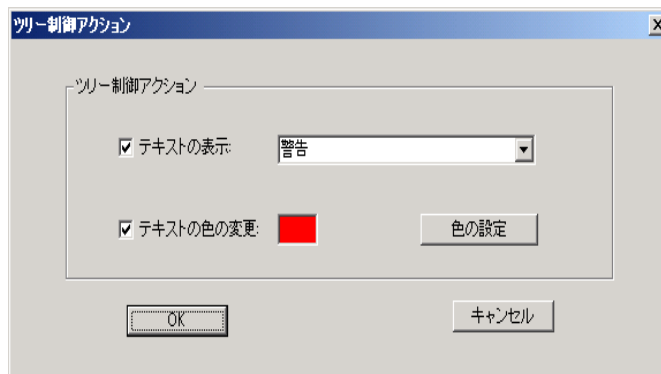 ツリー制御アクション
ツリー制御アクション
テキストの表示:
警告
テキストの色の変更:
色の設定
OK
キャンセル